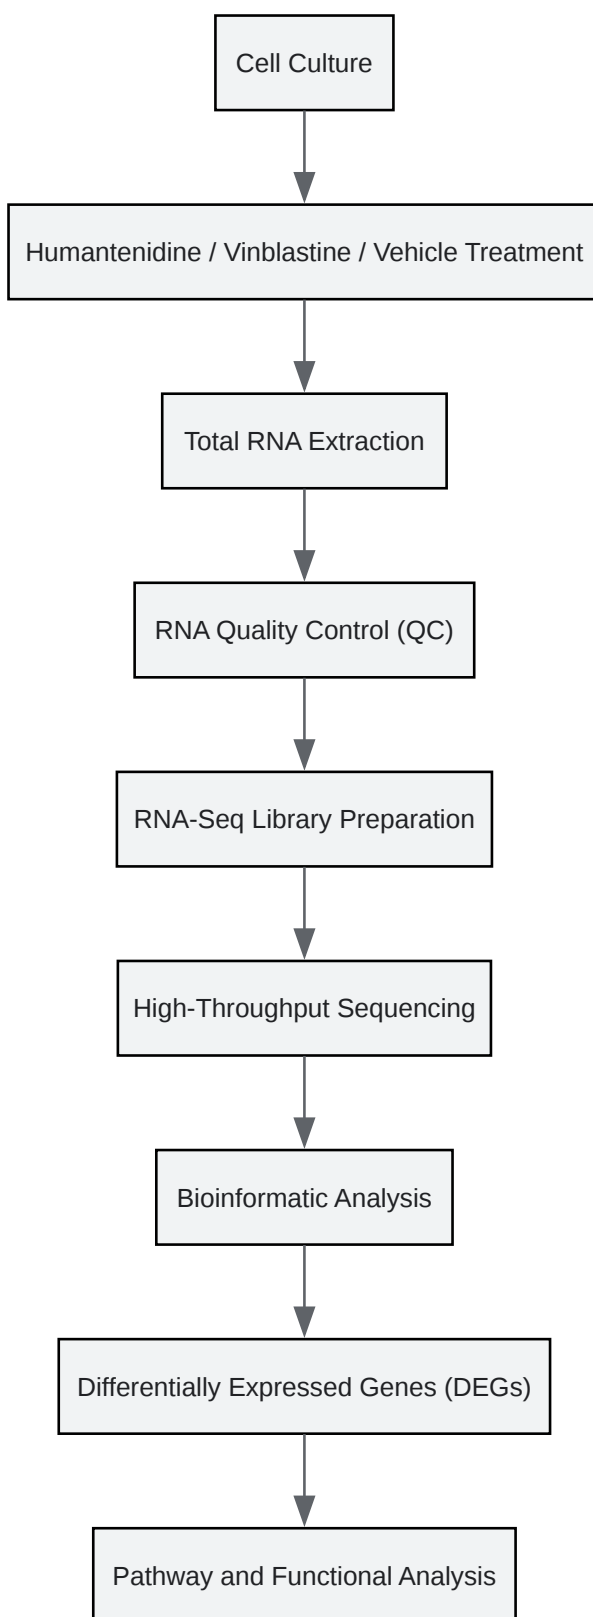 Cell Culture
Humantenidine / Vinblastine / Vehicle Treatment
Total RNA Extraction
RNA Quality Control (QC)
RNA-Seq Library Preparation
High-Throughput Sequencing
Bioinformatic Analysis
Differentially Expressed Genes (DEGs)
Pathway and Functional Analysis